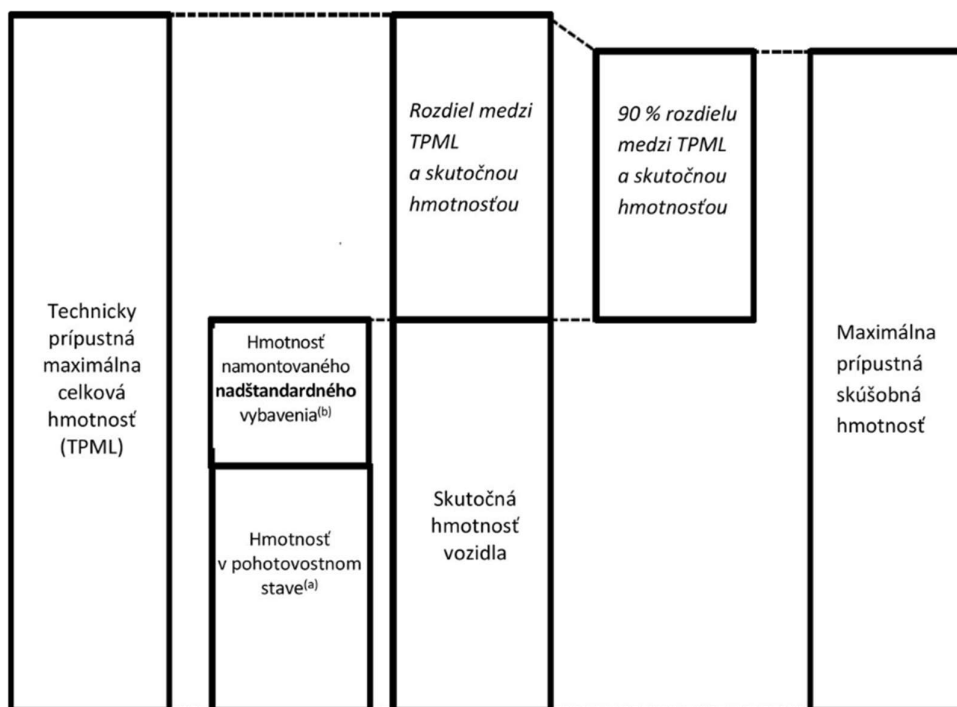 Technicky
prípustná
maximálna
celková
hmotnosť
(TPML)
Hmotnosť
namontovaného
nadštandardného
vybavenia(b)
Hmotnosť
v pohotovostnom
stave(a)
Rozdiel medzi
TPML
a skutočnou
hmotnosťou
Skutočná
hmotnosť
vozidla
90 % rozdielu
medzi TPML
a skutočnou
hmotnosťou
Maximálna
prípustná
skúšobná
hmotnosť